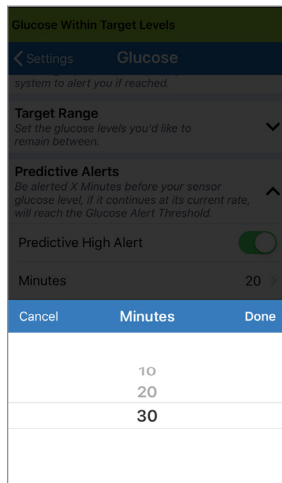 Glucose Within Target Levels
Settings Glucose
system to alert you if reached.
Target Range
Set the glucose levels you'd like to
remain between.
Predictive Alerts
Be alerted X Minutes before your sensor
glucose level, if it continues at its current rate,
will reach the Glucose Alert Threshold.
Predictive High Alert
Minutes 20
Cancel Minutes Done
10
20
30